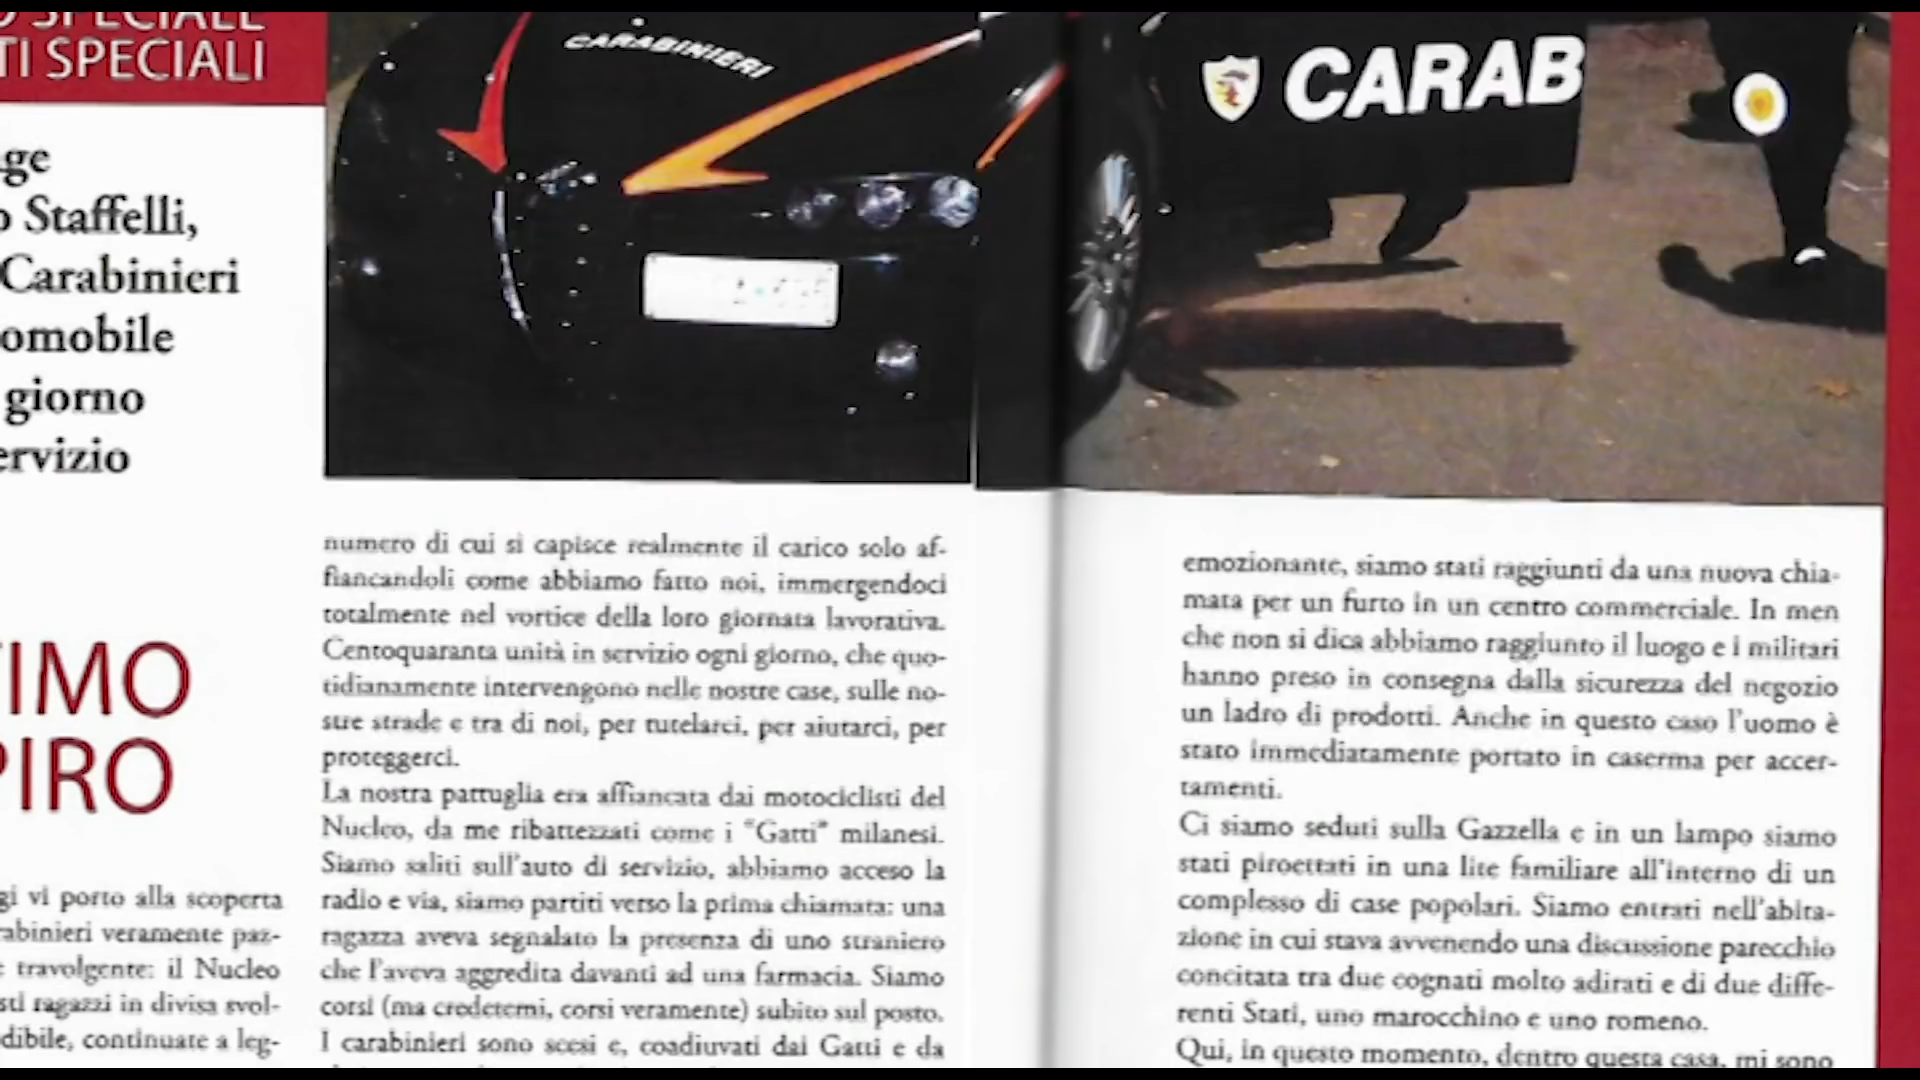 TI SPECIALI
CARABINIERI
CARAB
ge
Staffelli,
Carabinieri
omobile
giorno
ervizio
TIMO
PIRO
gi vi porto alla scoperta
rabinieri veramente paz-
travolgente: il Nucleo
sti ragazzi in divisa svol-
dibile, continuate a leg-
numero di cui si capisce realmente il carico solo af-
fiancandoli come abbiamo fatto noi, immergendoci
totalmente nel vortice della loro giornata lavorativa.
Centoquaranta unità in servizio ogni giorno, che quo-
tidianamente intervengono nelle nostre case, sulle no-
stre strade e tra di noi, per tutelarci, per aiutarci, per
proteggerci.
La nostra pattuglia era affiancata dai motociclisti del
Nucleo, da me ribattezzati come i "Gatti" milanesi.
Siamo saliti sull'auto di servizio, abbiamo acceso la
radio e via, siamo partiti verso la prima chiamata: una
ragazza aveva segnalato la presenza di uno straniero
che l'aveva aggredita davanti ad una farmacia. Siamo
corsi (ma credetemi, corsi veramente) subito sul posto.
I carabinieri sono scesi e, coadiuvati dai Gatti e da
emozionante, siamo stati raggiunti da una nuova chia-
mata per un furto in un centro commerciale. In men
che non si dica abbiamo raggiunto il luogo e i militari
hanno preso in consegna dalla sicurezza del negozio
un ladro di prodotti. Anche in questo caso l'uomo è
stato immediatamente portato in caserma per accer-
tamenti.
Ci siamo seduti sulla Gazzella e in un lampo siamo
stati piroettati in una lite familiare all'interno di un
complesso di case popolari. Siamo entrati nell'abita-
zione in cui stava avvenendo una discussione parecchio
concitata tra due cognati molto adirati e di due diffe-
renti Stati, uno marocchino e uno romeno.
Qui, in questo momento, dentro questa casa, mi sono